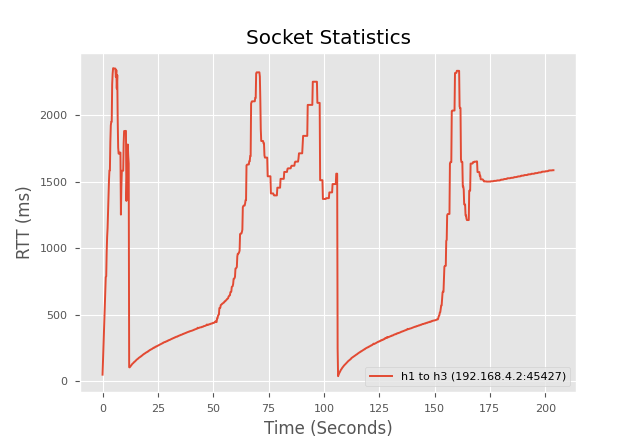 Socket Statistics
RTT (ms)
2000
1500
1000
500
0
h1 to h3 (192.168.4.2:45427)
0 25 50 75 100 125 150 175 200
Time (Seconds)